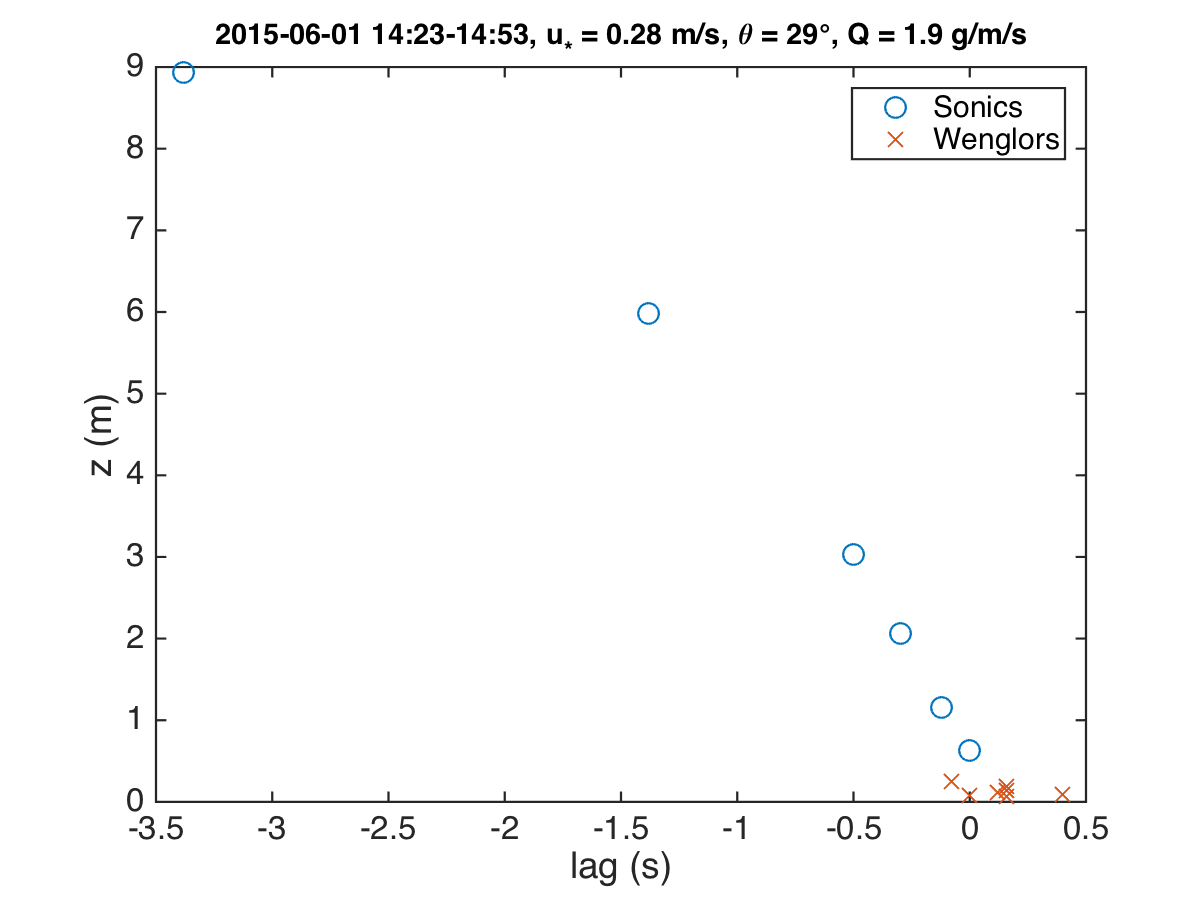 2015-06-01 14:23-14:53, u* = 0.28 m/s, θ = 29°, Q = 1.9 g/m/s
Sonics
Wenglors
9
8
7
6
5
4
3
2
1
0
z (m)
-3.5 -3 -2.5 -2 -1.5 -1 -0.5 0 0.5
lag (s)